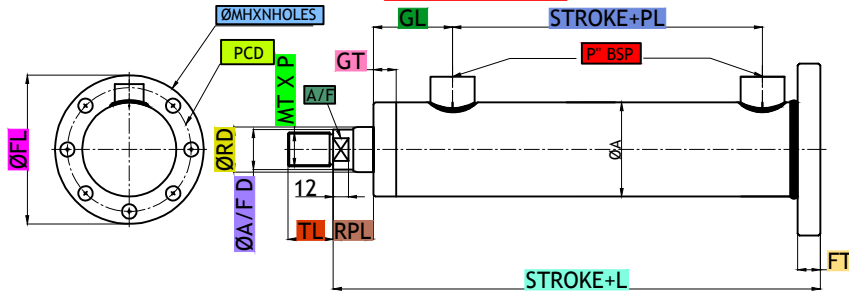 ØMHXNHOLES
PCD
ØFL
GL
STROKE+PL
P" BSP
GT
MT X P
A/F
ØRD
ØA/F D
12
TL
RPL
ØA
STROKE+L
FT